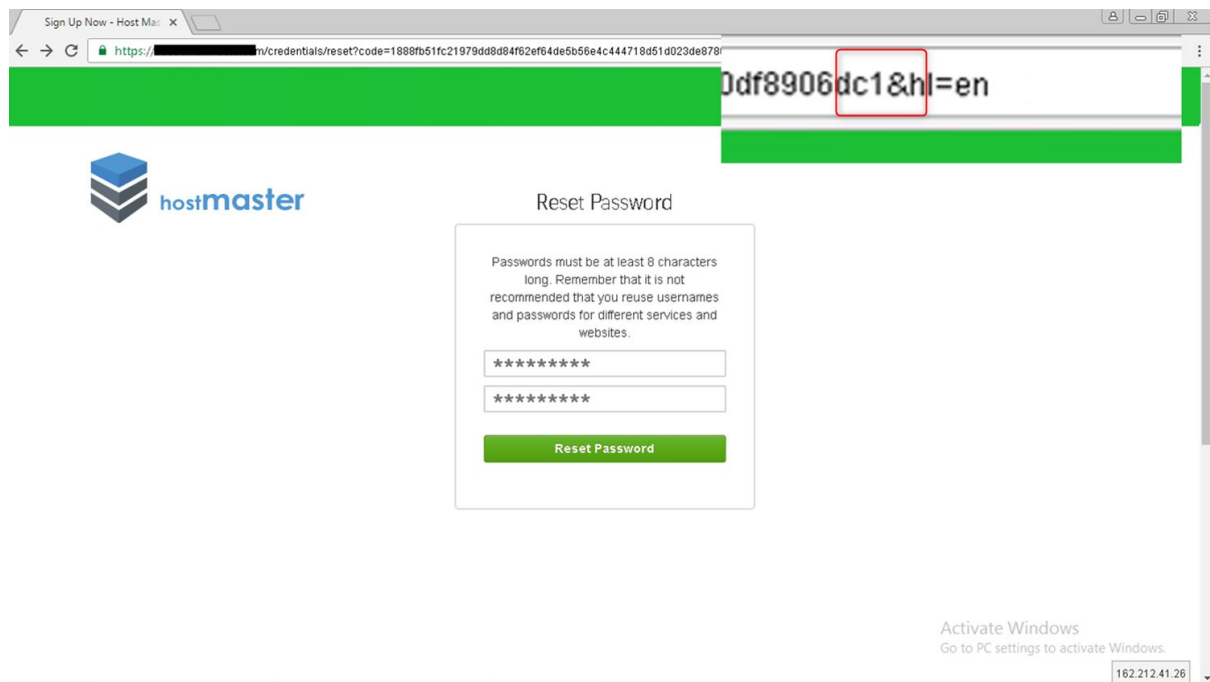 Sign Up Now - Host Ma
https:// m/credentials/reset?code=1888fb51fc21979dd8d84f62ef64de5b56e4c444718d51d023de878
0df8906dc1&hl=en
hostmaster
Reset Password
Passwords must be at least 8 characters
long. Remember that it is not
recommended that you reuse usernames
and passwords for different services and
websites.
*********
*********
Reset Password
Activate Windows
Go to PC settings to activate Windows.
162.212.41.26